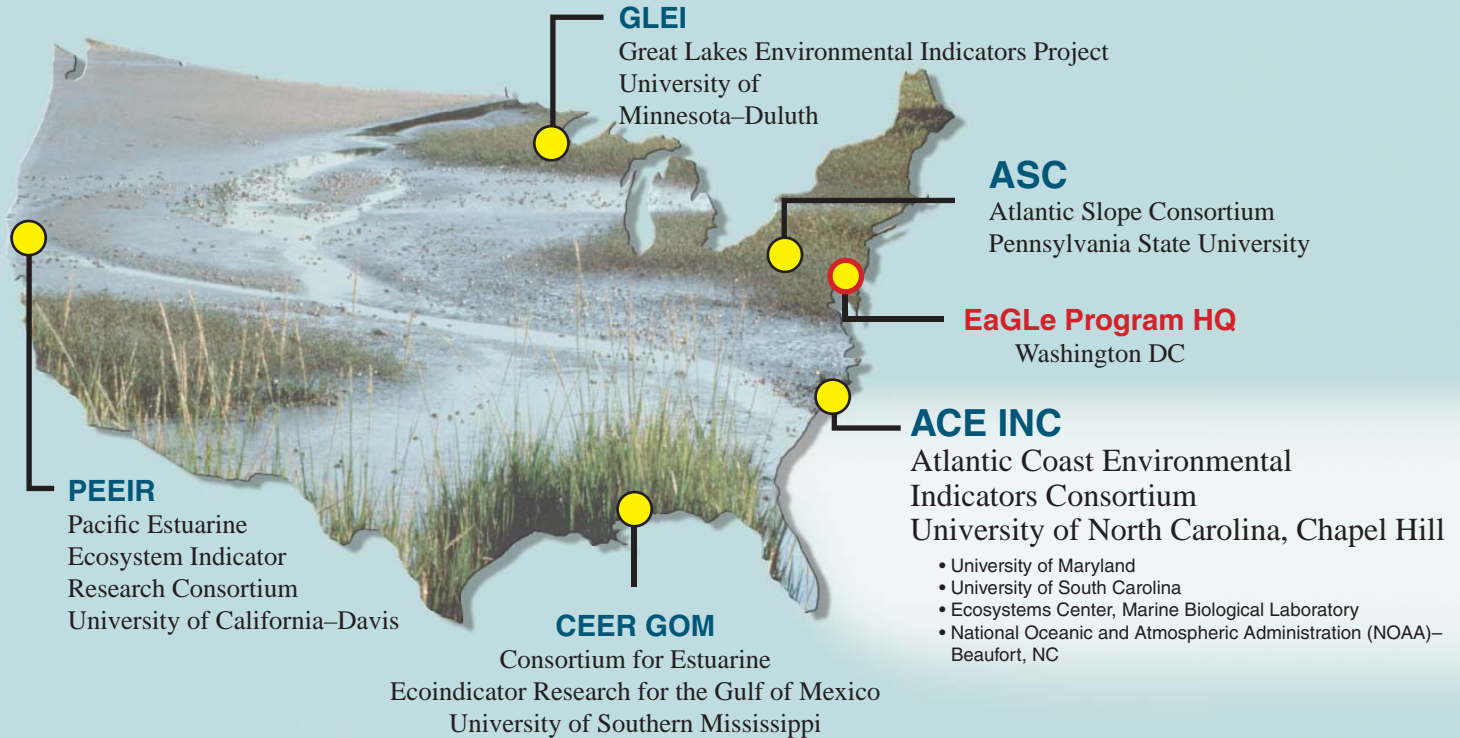 GLEI
Great Lakes Environmental Indicators Project
University of
Minnesota–Duluth
ASC
Atlantic Slope Consortium
Pennsylvania State University
EaGLe Program HQ
Washington DC
ACE INC
Atlantic Coast Environmental
Indicators Consortium
University of North Carolina, Chapel Hill
• University of Maryland
• University of South Carolina
• Ecosystems Center, Marine Biological Laboratory
• National Oceanic and Atmospheric Administration (NOAA)–
Beaufort, NC
PEEIR
Pacific Estuarine
Ecosystem Indicator
Research Consortium
University of California–Davis
CEER GOM
Consortium for Estuarine
Ecoindicator Research for the Gulf of Mexico
University of Southern Mississippi